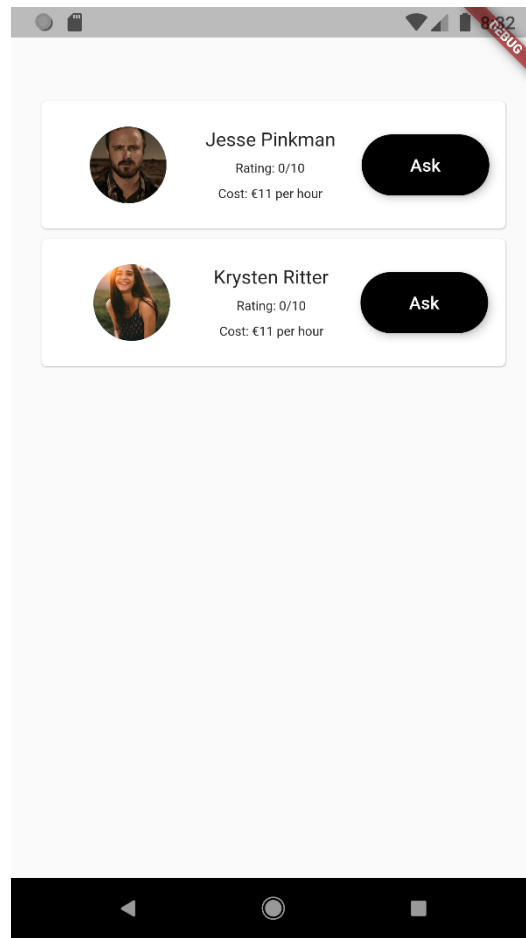 8:32
DEBUG
Jesse Pinkman
Rating: 0/10
Cost: €11 per hour
Ask
Krysten Ritter
Rating: 0/10
Cost: €11 per hour
Ask